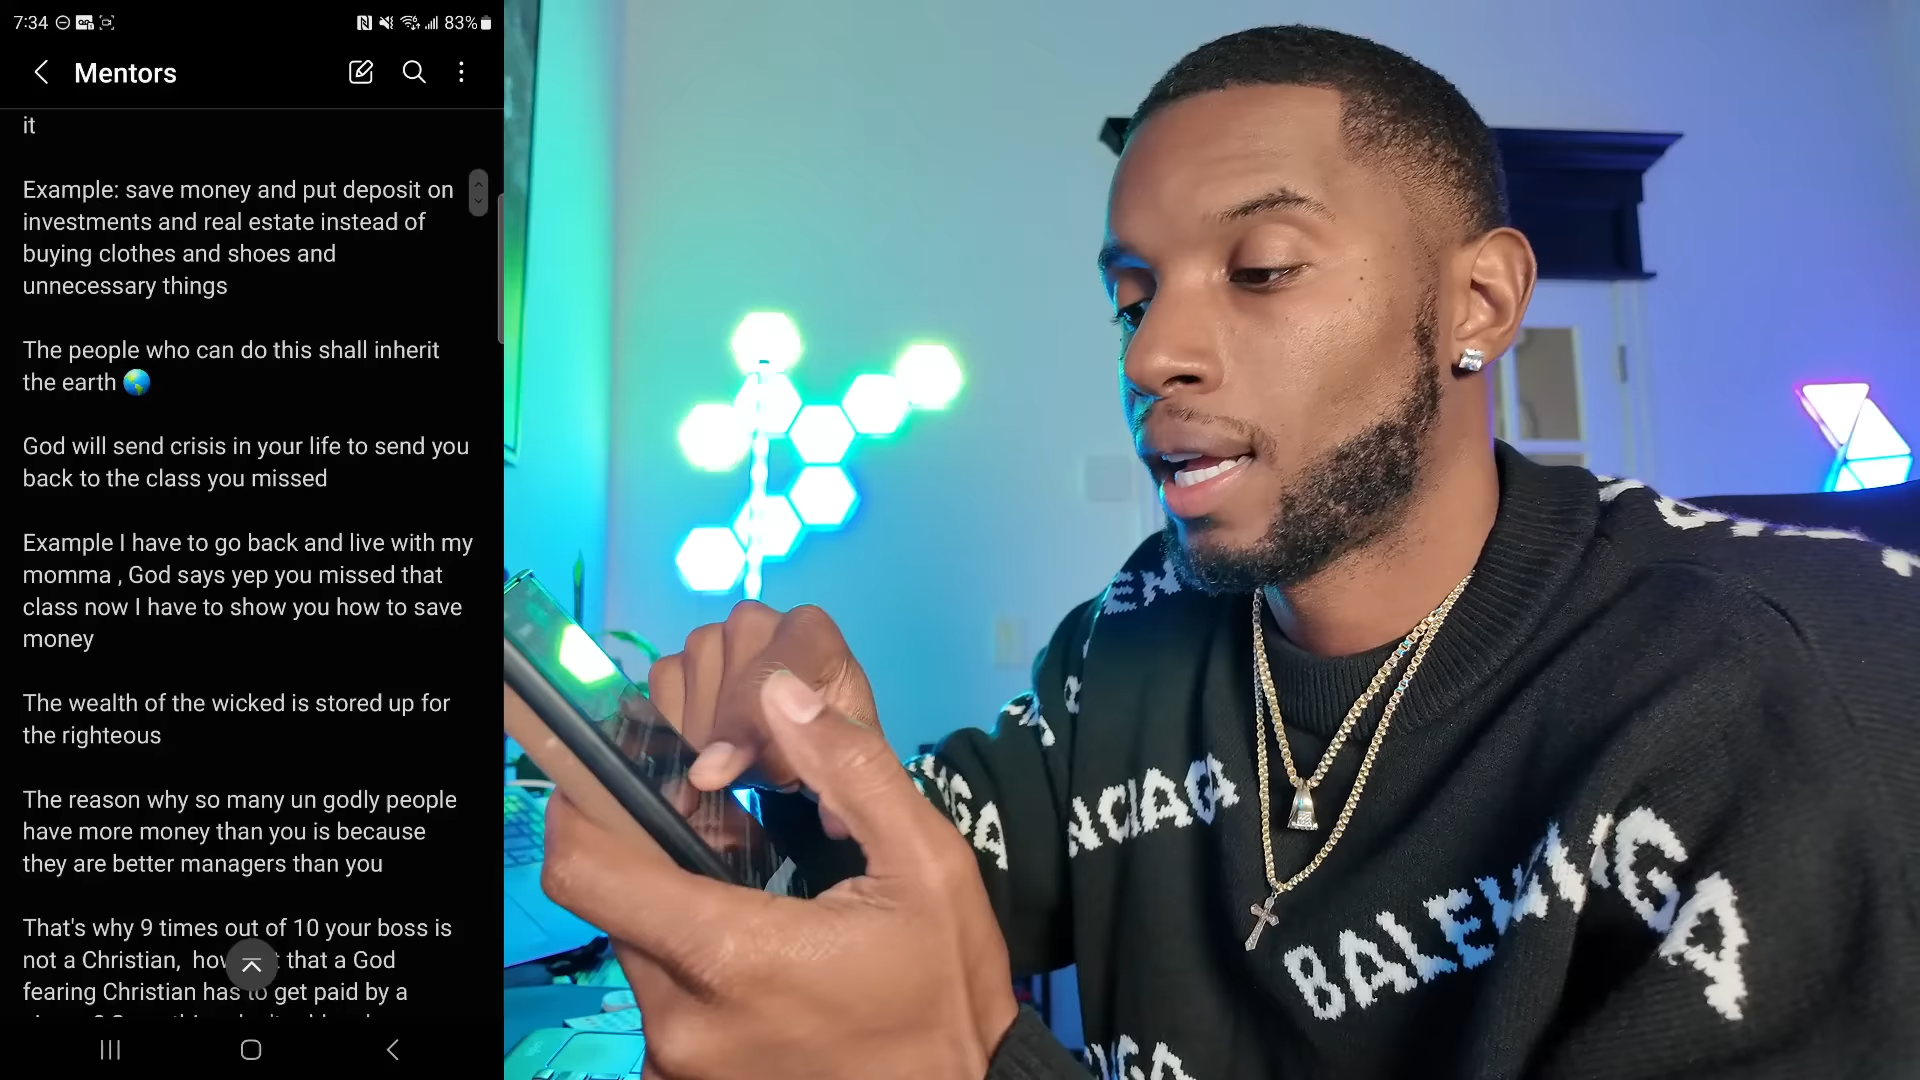 7:34
83%
Mentors
it
Example: save money and put deposit on
investments and real estate instead of
buying clothes and shoes and
unnecessary things
The people who can do this shall inherit
the earth 🌎
God will send crisis in your life to send you
back to the class you missed
Example I have to go back and live with my
momma , God says yep you missed that
class now I have to show you how to save
money
The wealth of the wicked is stored up for
the righteous
The reason why so many un godly people
have more money than you is because
they are better managers than you
That's why 9 times out of 10 your boss is
not a Christian, that a God
fearing Christian has to get paid by a
NCIAGA
BALENCIAGA